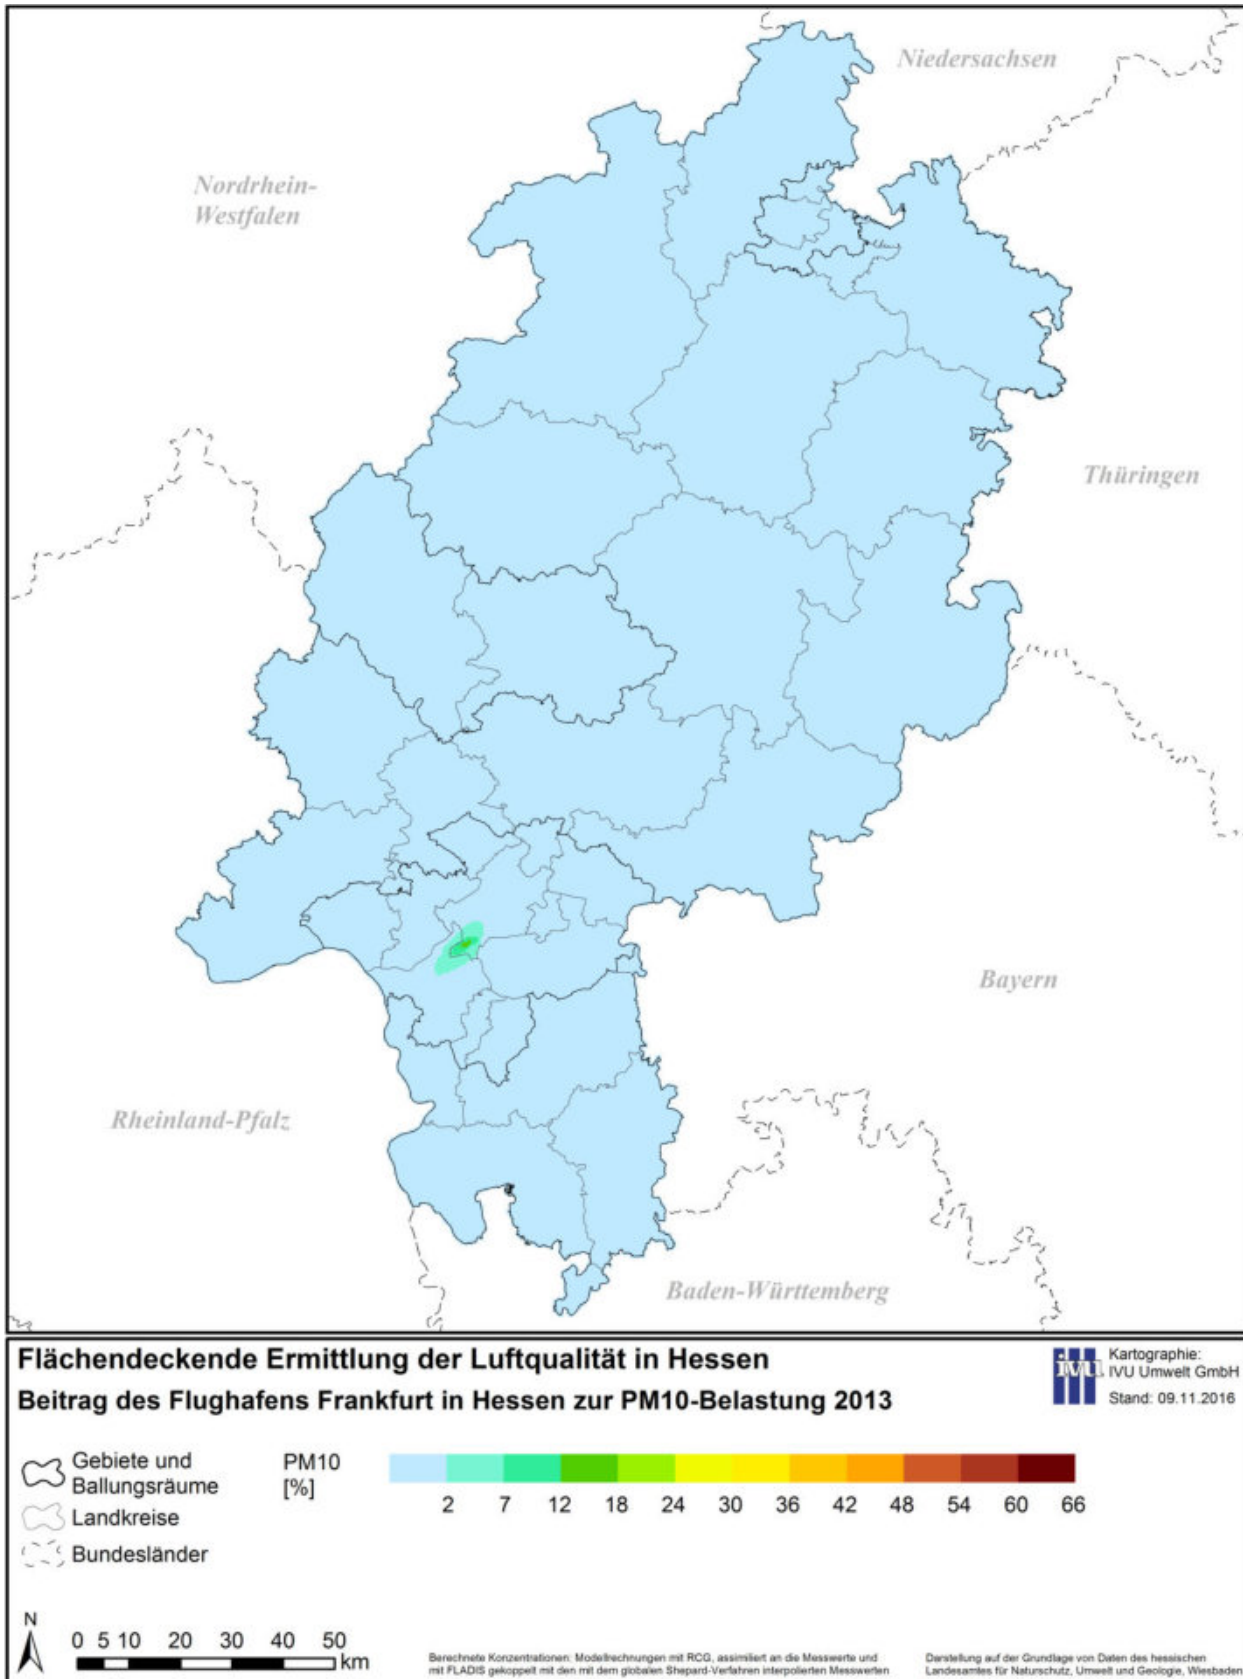 Niedersachsen
Nordrhein-
Westfalen
Thüringen
Bayern
Rheinland-Pfalz
Baden-Württemberg
Flächendeckende Ermittlung der Luftqualität in Hessen
Beitrag des Flughafens Frankfurt in Hessen zur PM10-Belastung 2013
ivu
Kartographie:
IVU Umwelt GmbH
Stand: 09.11.2016
Gebiete und
Ballungsräume
Landkreise
Bundesländer
PM10
[%]
2 7 12 18 24 30 36 42 48 54 60 66
N
0 5 10 20 30 40 50
km
Berechnete Konzentrationen: Modellrechnungen mit RCG, assimiliert an die Messwerte und
mit FLADIS gekoppelt mit den mit dem globalen Shepard-Verfahren interpolierten Messwerten
Darstellung auf der Grundlage von Daten des hessischen
Landesamtes für Naturschutz, Umwelt und Geologie, Wiesbaden